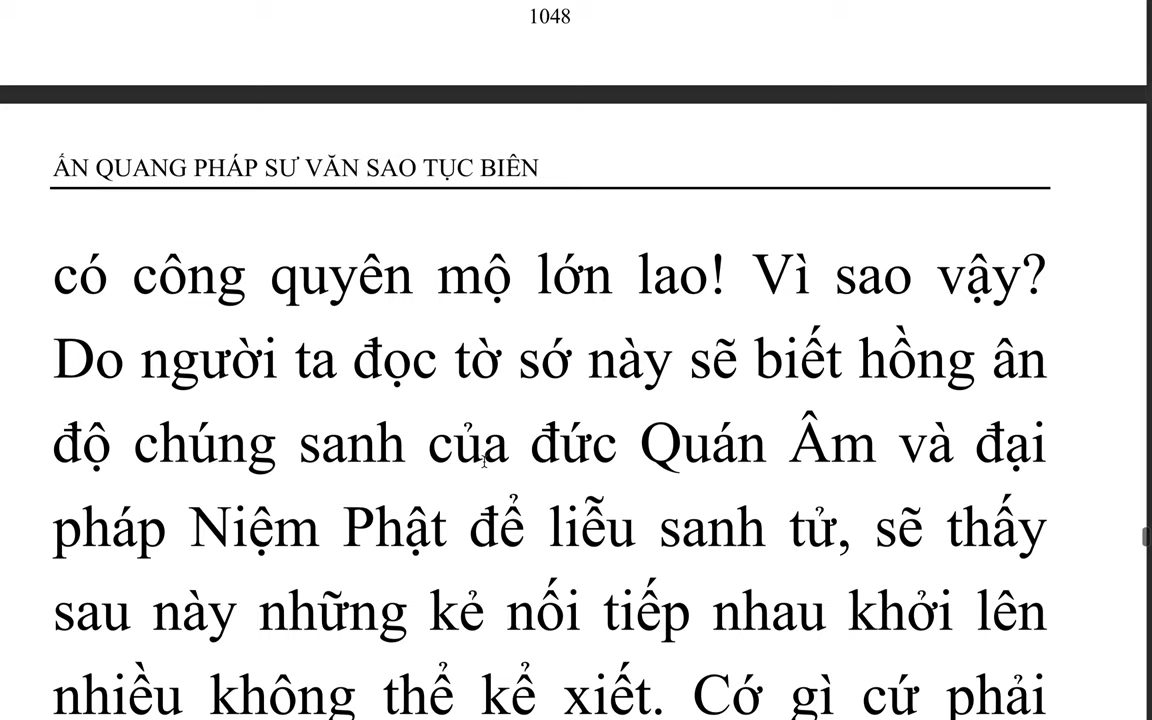 1048
ẤN QUANG PHÁP SƯ VĂN SAO TỤC BIÊN
có công quyên mộ lớn lao! Vì sao vậy?
Do người ta đọc tờ sớ này sẽ biết hồng ân
độ chúng sanh của đức Quán Âm và đại
pháp Niệm Phật để liễu sanh tử, sẽ thấy
sau này những kẻ nối tiếp nhau khởi lên
nhiều không thể kể xiết. Cớ gì cứ phải